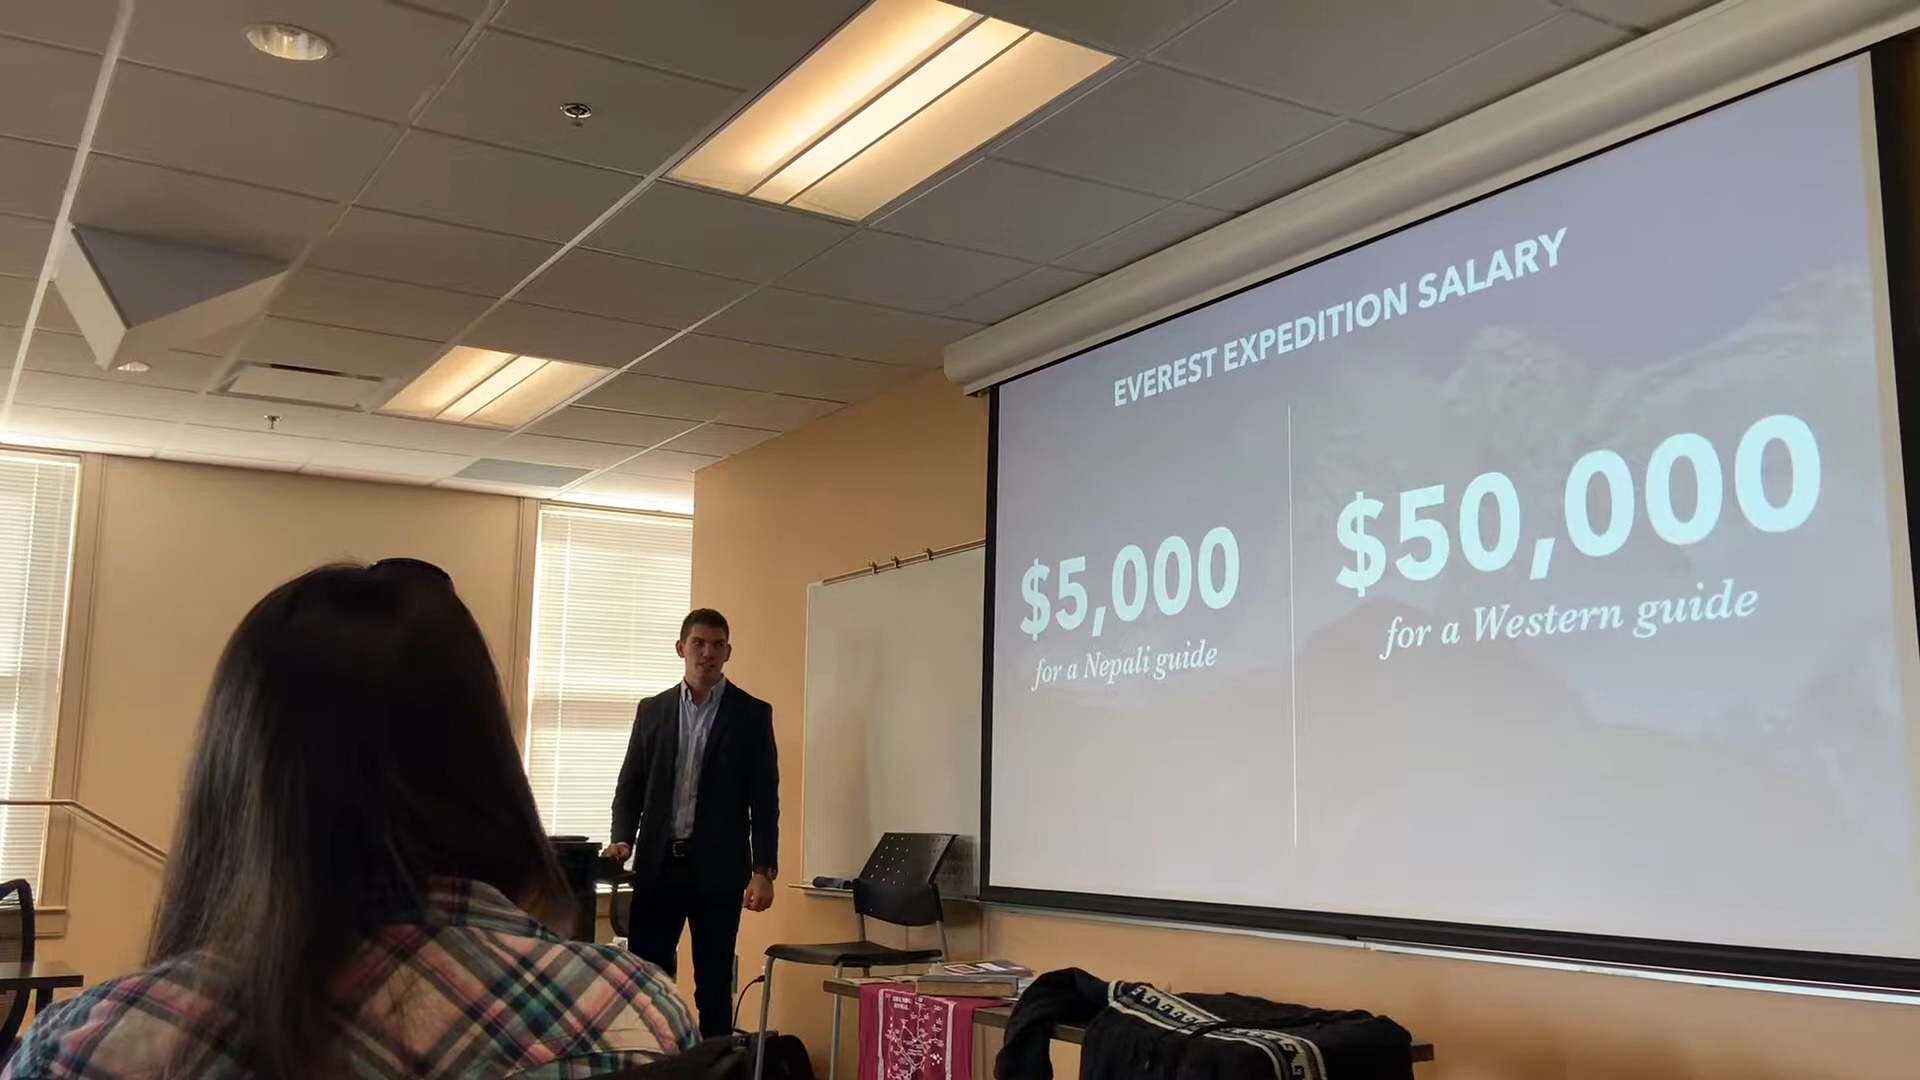 EVEREST EXPEDITION SALARY
$5,000
for a Nepali guide
$50,000
for a Western guide